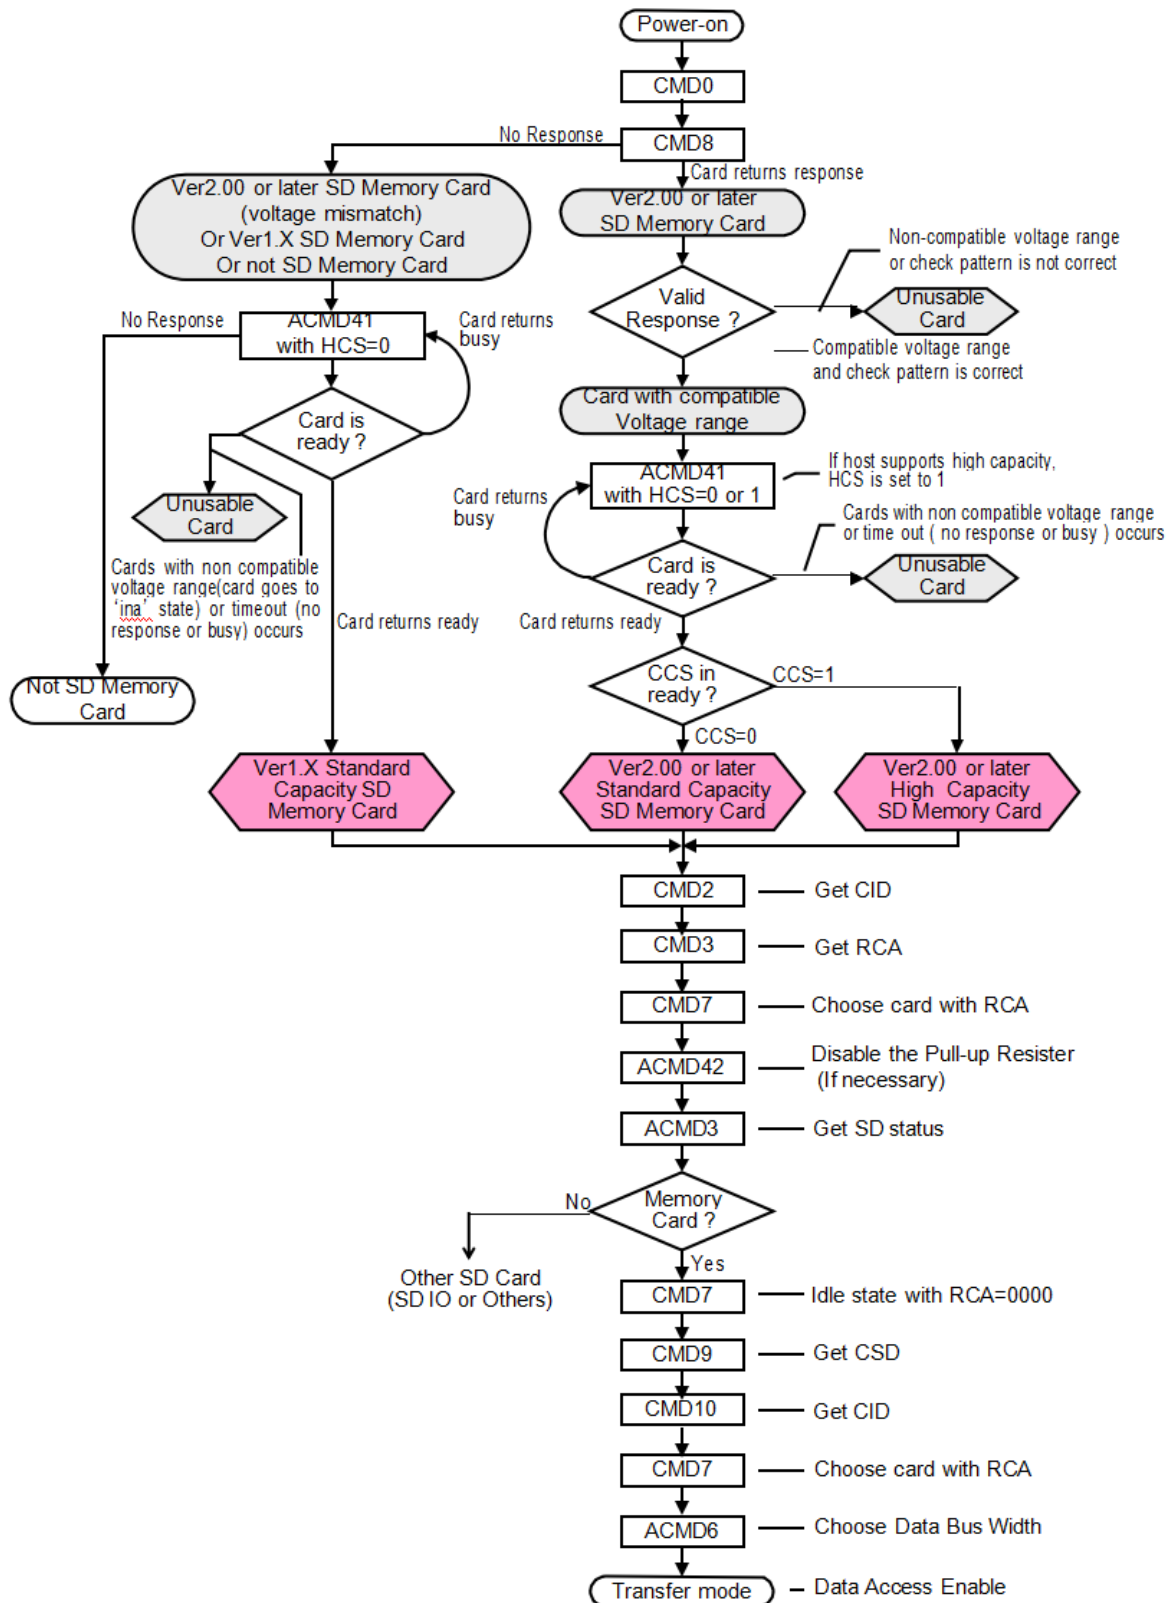 Power-on
CMD0
No Response
CMD8
Card returns response
Ver2.00 or later SD Memory Card
(voltage mismatch)
Or Ver1.X SD Memory Card
Or not SD Memory Card
Ver2.00 or later
SD Memory Card
Non-compatible voltage range
or check pattern is not correct
Valid
Response ?
Unusable
Card
No Response
ACMD41
with HCS=0
Card returns
busy
Compatible voltage range
and check pattern is correct
Card is
ready ?
Card with compatible
Voltage range
If host supports high capacity,
HCS is set to 1
ACMD41
with HCS=0 or 1
Card returns
busy
Unusable
Card
Cards with non compatible voltage range
or time out ( no response or busy ) occurs
Card is
ready ?
Unusable
Card
Cards with non compatible
voltage range(card goes to
‘ina’ state) or timeout (no
response or busy) occurs
Card returns ready
Card returns ready
Not SD Memory
Card
CCS in
ready ?
CCS=1
CCS=0
Ver1.X Standard
Capacity SD
Memory Card
Ver2.00 or later
Standard Capacity
SD Memory Card
Ver2.00 or later
High Capacity
SD Memory Card
CMD2
Get CID
CMD3
Get RCA
CMD7
Choose card with RCA
ACMD42
Disable the Pull-up Resister
(If necessary)
ACMD3
Get SD status
Memory
Card ?
No
Yes
Other SD Card
(SD IO or Others)
CMD7
Idle state with RCA=0000
CMD9
Get CSD
CMD10
Get CID
CMD7
Choose card with RCA
ACMD6
Choose Data Bus Width
Transfer mode
Data Access Enable